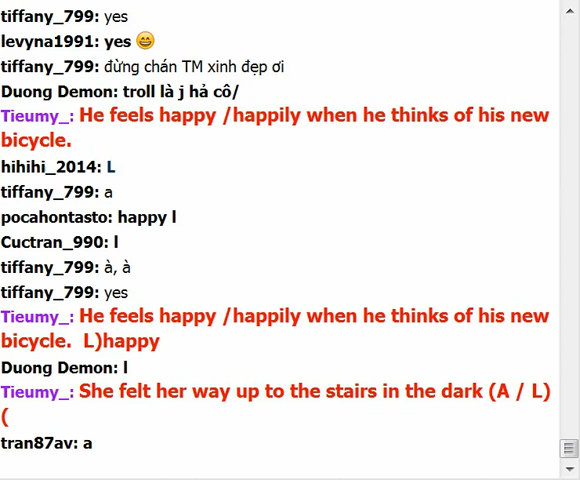 tiffany_799: yes
levyna1991: yes 😄
tiffany_799: đừng chán TM xinh đẹp ơi
Duong Demon: troll là j hả cô/
Tieumy_: He feels happy /happily when he thinks of his new
bicycle.
hihihi_2014: L
tiffany_799: a
pocahontasto: happy l
Cuctran_990: l
tiffany_799: à, à
tiffany_799: yes
Tieumy_: He feels happy /happily when he thinks of his new
bicycle.  L)happy
Duong Demon: l
Tieumy_: She felt her way up to the stairs in the dark (A / L)
(
tran87av: a